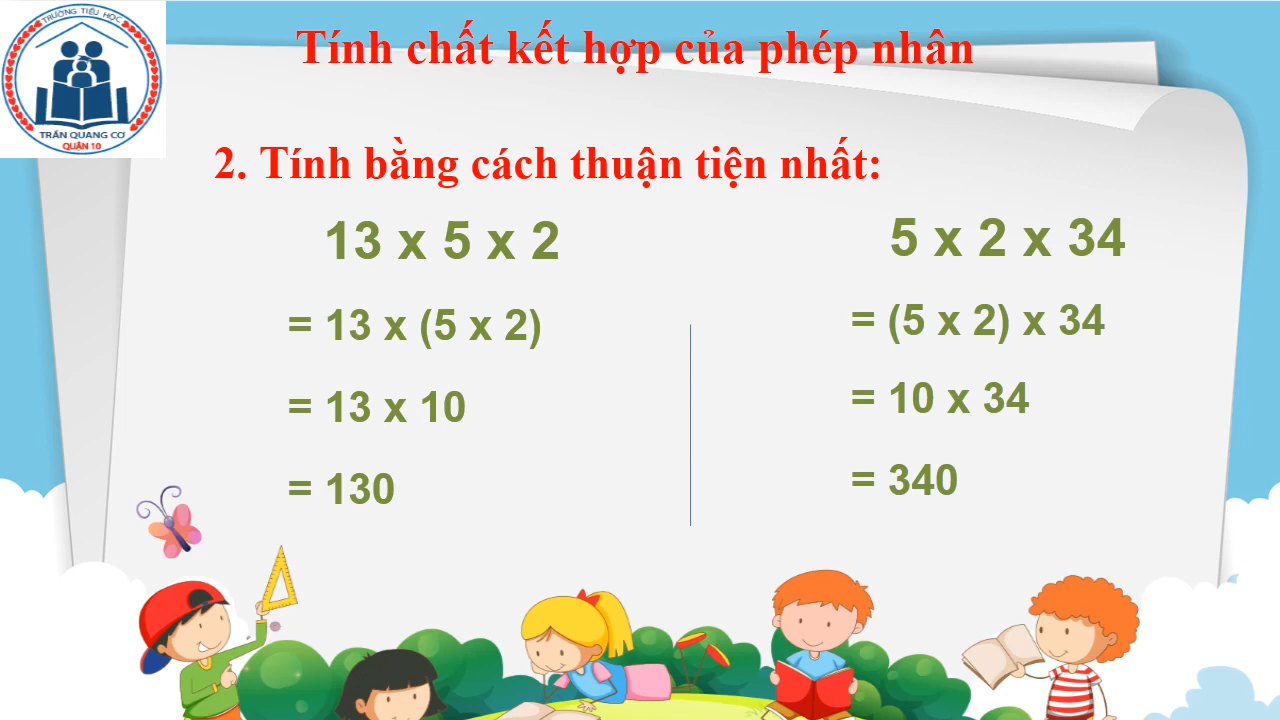 TRƯỜNG TIỂU HỌC
TRẦN QUANG CƠ
QUẬN 10
Tính chất kết hợp của phép nhân
2. Tính bằng cách thuận tiện nhất:
13 x 5 x 2
= 13 x (5 x 2)
= 13 x 10
= 130
5 x 2 x 34
= (5 x 2) x 34
= 10 x 34
= 340